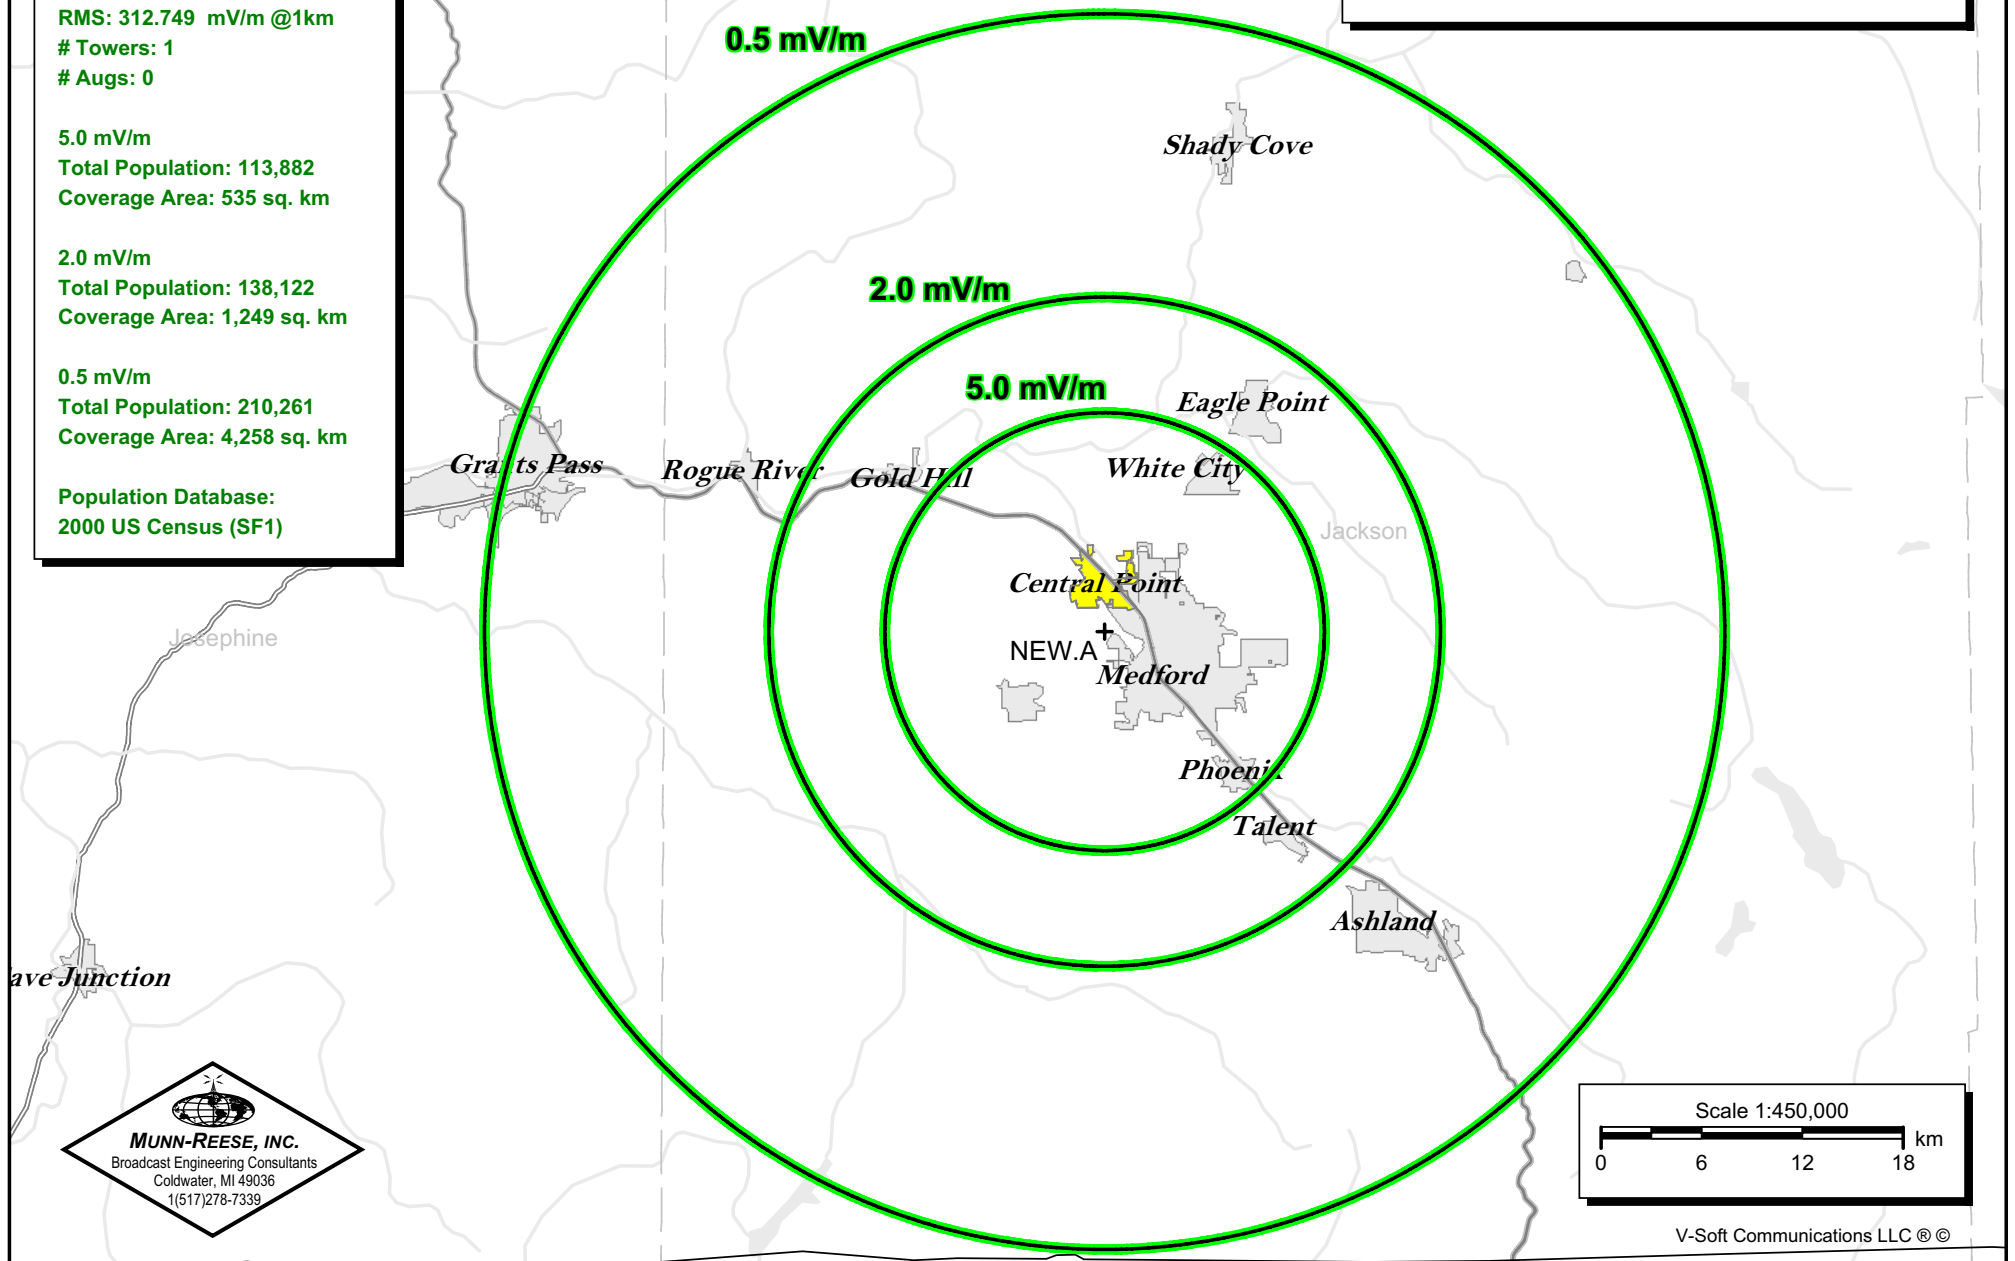 RMS: 312.749 mV/m @1km
# Towers: 1
# Augs: 0
5.0 mV/m
Total Population: 113,882
Coverage Area: 535 sq. km
2.0 mV/m
Total Population: 138,122
Coverage Area: 1,249 sq. km
0.5 mV/m
Total Population: 210,261
Coverage Area: 4,258 sq. km
Population Database:
2000 US Census (SF1)
0.5 mV/m
Shady Cove
2.0 mV/m
5.0 mV/m
Eagle Point
Grants Pass
Rogue River
Gold Hill
White City
Jackson
Central Point
Josephine
NEW.A
Medford
Phoenix
Talent
Ashland
ave Junction
MUNN-REESE, INC.
Broadcast Engineering Consultants
Coldwater, MI 49036
1(517)278-7339
Scale 1:450,000
km
0 6 12 18
V-Soft Communications LLC ® ©